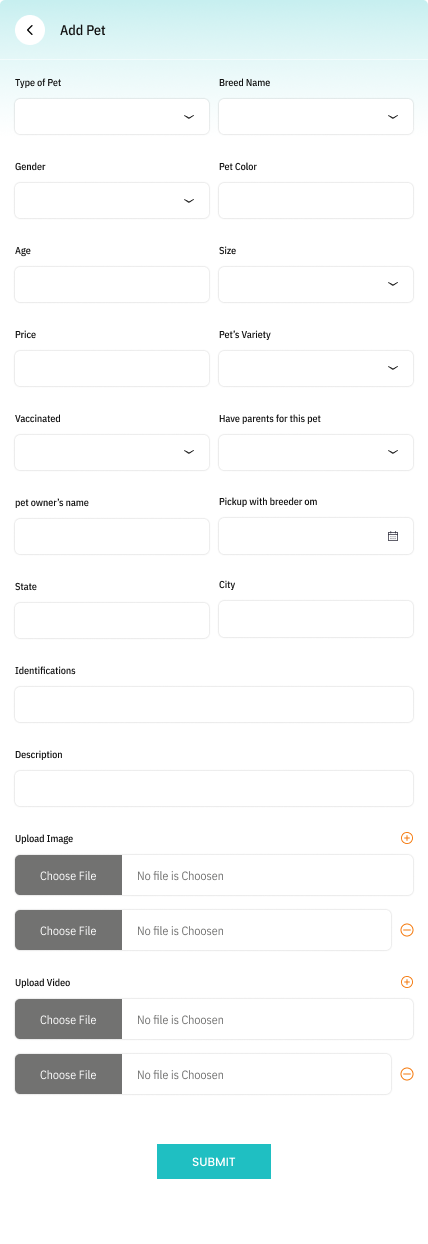 Add Pet
Type of Pet
Breed Name
Gender
Pet Color
Age
Size
Price
Pet's Variety
Vaccinated
Have parents for this pet
pet owner's name
Pickup with breeder om
State
City
Identifications
Description
Upload Image
Choose File
No file is Choosen
Choose File
No file is Choosen
Upload Video
Choose File
No file is Choosen
Choose File
No file is Choosen
SUBMIT